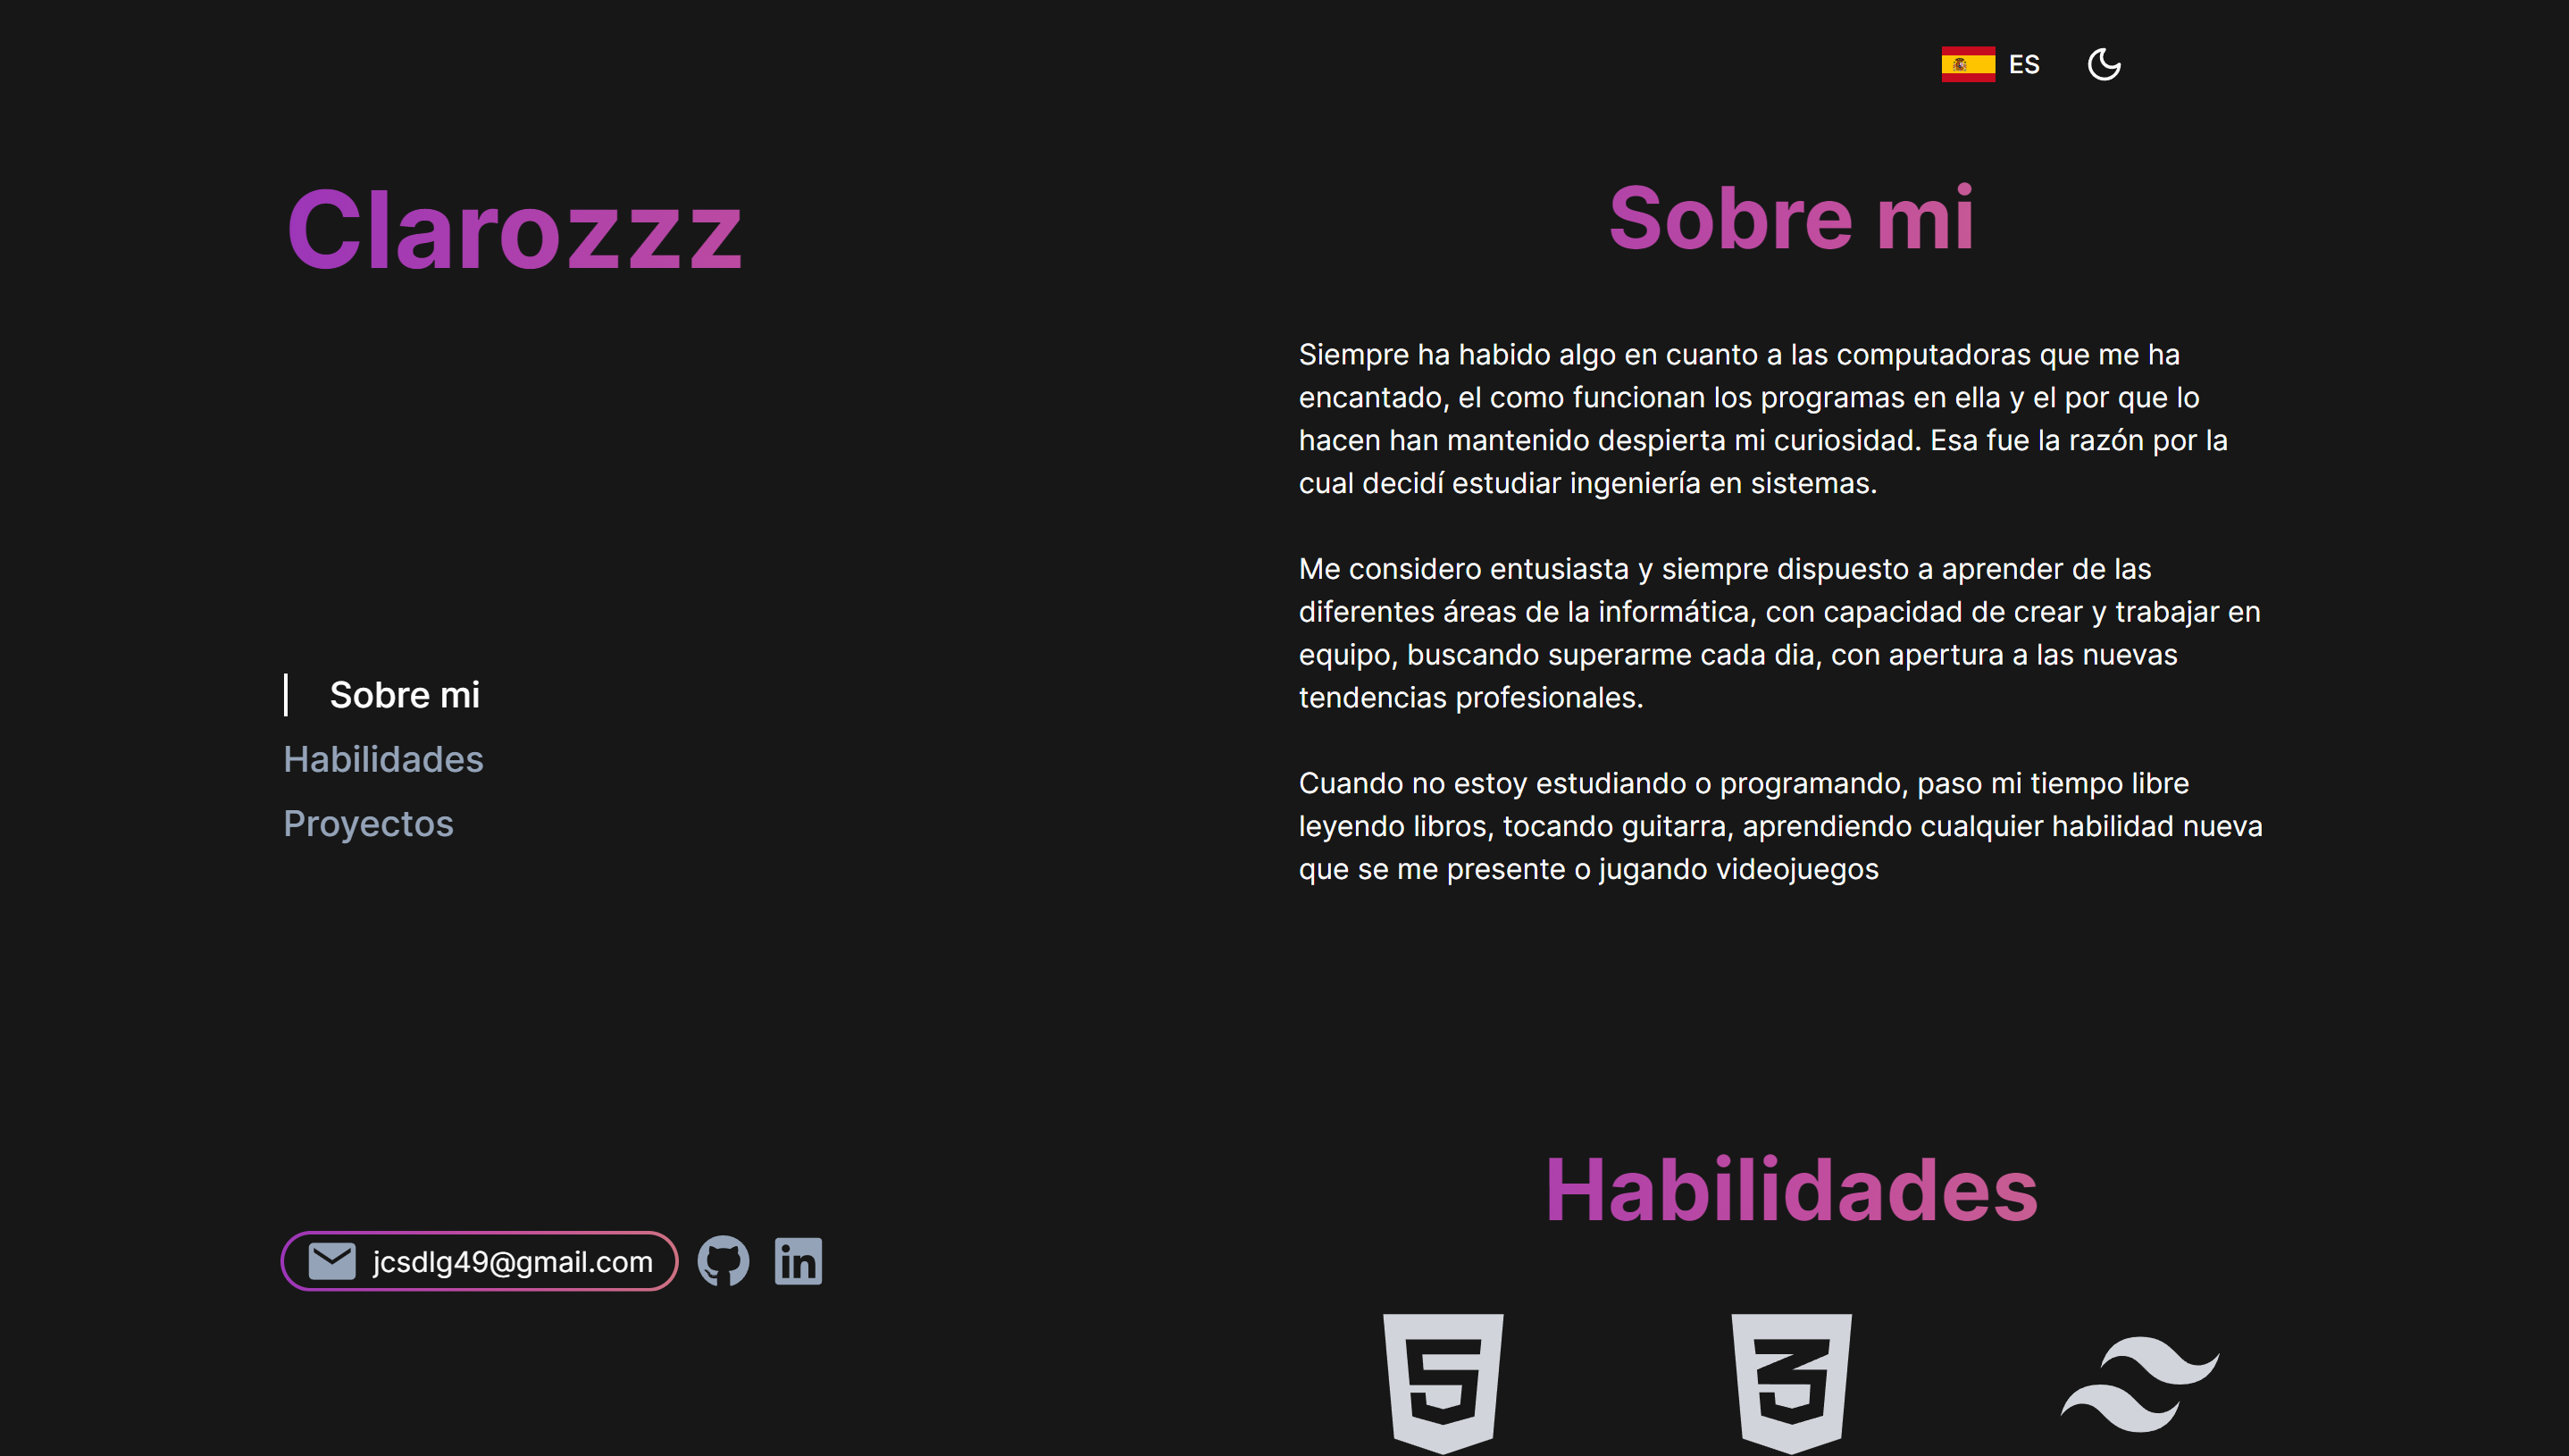 ES
Clarozzz
Sobre mi
Habilidades
Proyectos
jcsdlg49@gmail.com
in
Sobre mi
Siempre ha habido algo en cuanto a las computadoras que me ha
encantado, el como funcionan los programas en ella y el por que lo
hacen han mantenido despierta mi curiosidad. Esa fue la razón por la
cual decidí estudiar ingeniería en sistemas.
Me considero entusiasta y siempre dispuesto a aprender de las
diferentes áreas de la informática, con capacidad de crear y trabajar en
equipo, buscando superarme cada dia, con apertura a las nuevas
tendencias profesionales.
Cuando no estoy estudiando o programando, paso mi tiempo libre
leyendo libros, tocando guitarra, aprendiendo cualquier habilidad nueva
que se me presente o jugando videojuegos
Habilidades
5
3